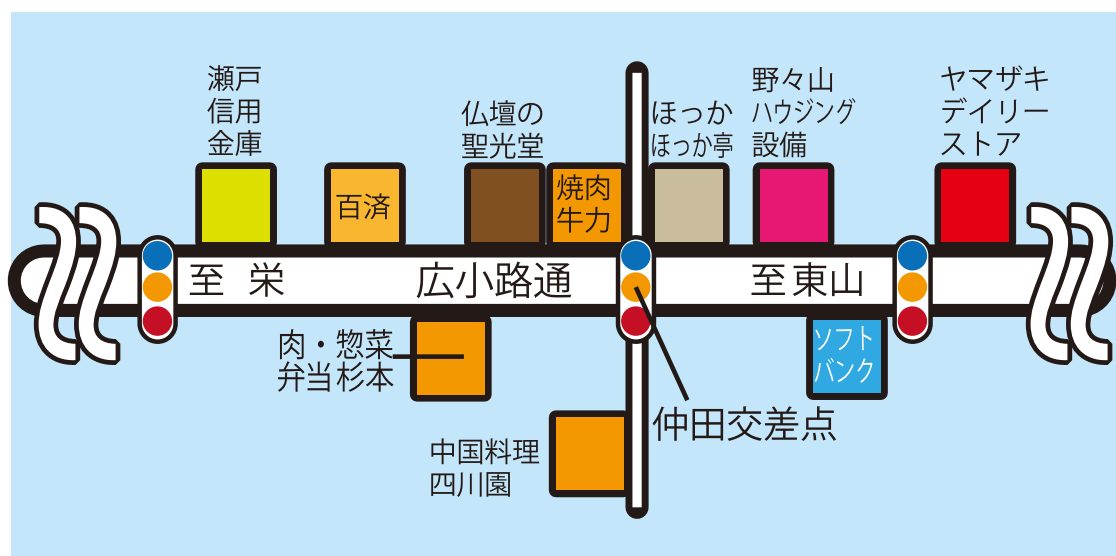 瀬戸
信用
金庫
百済
仏壇の
聖光堂
焼肉
牛力
ほっか
ほっか亭
野々山
ハウジング
設備
ヤマザキ
デイリー
ストア
至 栄
広小路通
至東山
肉・惣菜
弁当杉本
ソフト
バンク
仲田交差点
中国料理
四川園